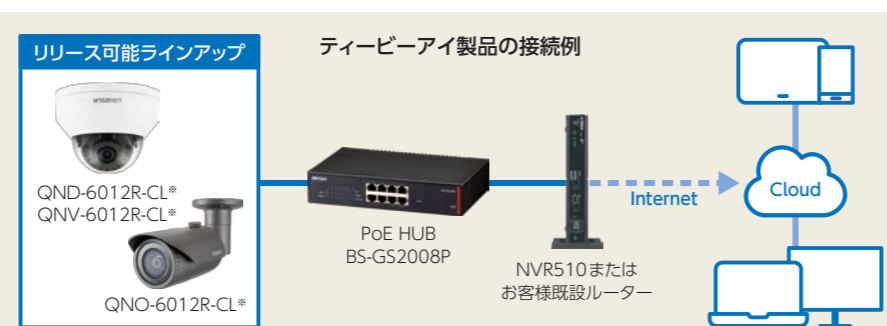 リリース可能ラインアップ
ティービーアイ製品の接続例
WISENET
QND-6012R-CL※
QNV-6012R-CL※
QNO-6012R-CL※
PoE HUB
BS-GS2008P
NVR510または
お客様既設ルーター
Internet
Cloud